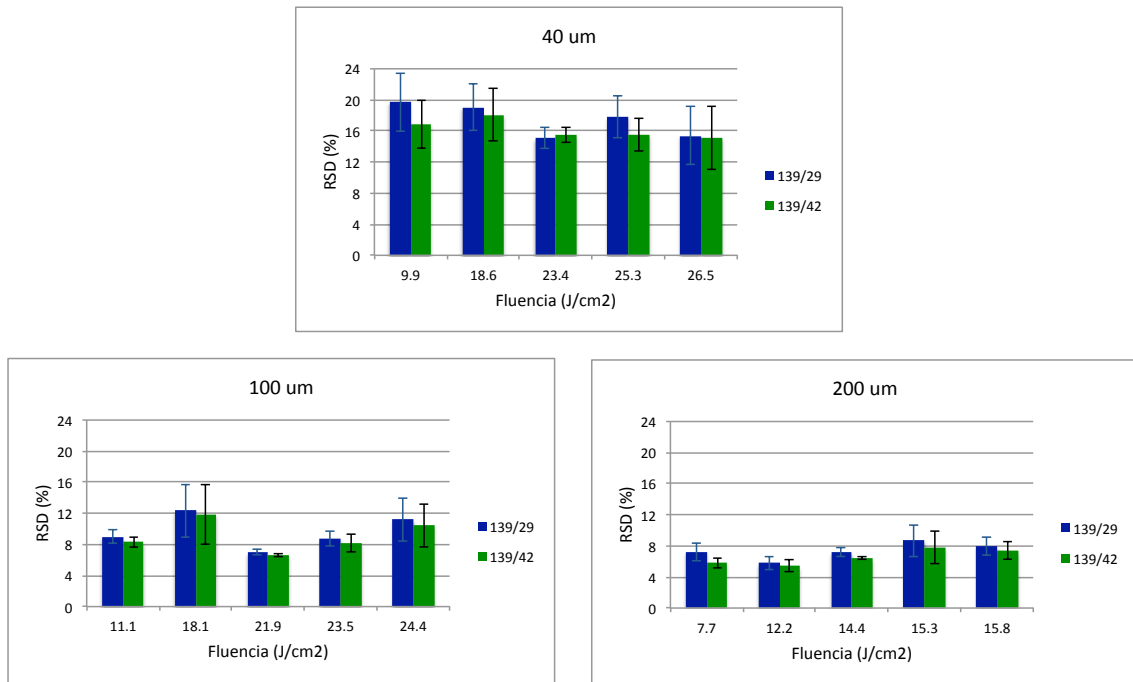 40 um
24
20
16
12
8
4
0
RSD (%)
9.9 18.6 23.4 25.3 26.5
Fluencia (J/cm2)
139/29
139/42
100 um
24
20
16
12
8
4
0
RSD (%)
11.1 18.1 21.9 23.5 24.4
Fluencia (J/cm2)
139/29
139/42
200 um
24
20
16
12
8
4
0
RSD (%)
7.7 12.2 14.4 15.3 15.8
Fluencia (J/cm2)
139/29
139/42